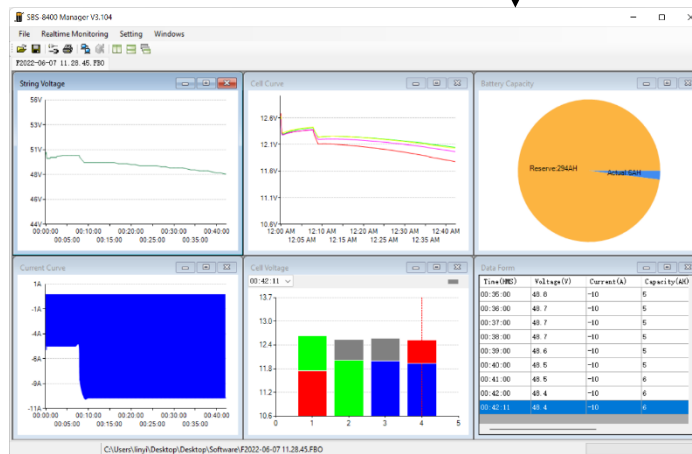 SBS-8400 Manager V3.104
File Realtime Monitoring Setting Windows
F2022-06-07 11.28.45.FBO
String Voltage
56V
53V
51V
48V
46V
44V
00:00:00 00:10:00 00:20:00 00:30:00 00:40:00
00:05:00 00:15:00 00:25:00 00:35:00
Cell Curve
12.6V
12.1V
11.6V
11.1V
10.6V
12:00 AM 12:10 AM 12:20 AM 12:30 AM 12:40 AM
12:05 AM 12:15 AM 12:25 AM 12:35 AM
Battery Capacity
Reserve:294AH
Actual:6AH
Current Curve
1A
-1A
-4A
-6A
-9A
-11A
00:00:00 00:10:00 00:20:00 00:30:00 00:40:00
00:05:00 00:15:00 00:25:00 00:35:00
Cell Voltage
00:42:11
13.7
13.0
12.4
11.8
11.2
10.6
0 1 2 3 4 5
Data Form
Time(HMS) Voltage(V) Current(A) Capacity(AH)
00:35:00 48.8 -10 5
00:36:00 48.7 -10 5
00:37:00 48.7 -10 5
00:38:00 48.7 -10 5
00:39:00 48.6 -10 5
00:40:00 48.5 -10 5
00:41:00 48.5 -10 6
00:42:00 48.4 -10 6
00:42:11 48.4 -10 6
C:\Users\linyi\Desktop\Desktop\Software\F2022-06-07 11.28.45.FBO